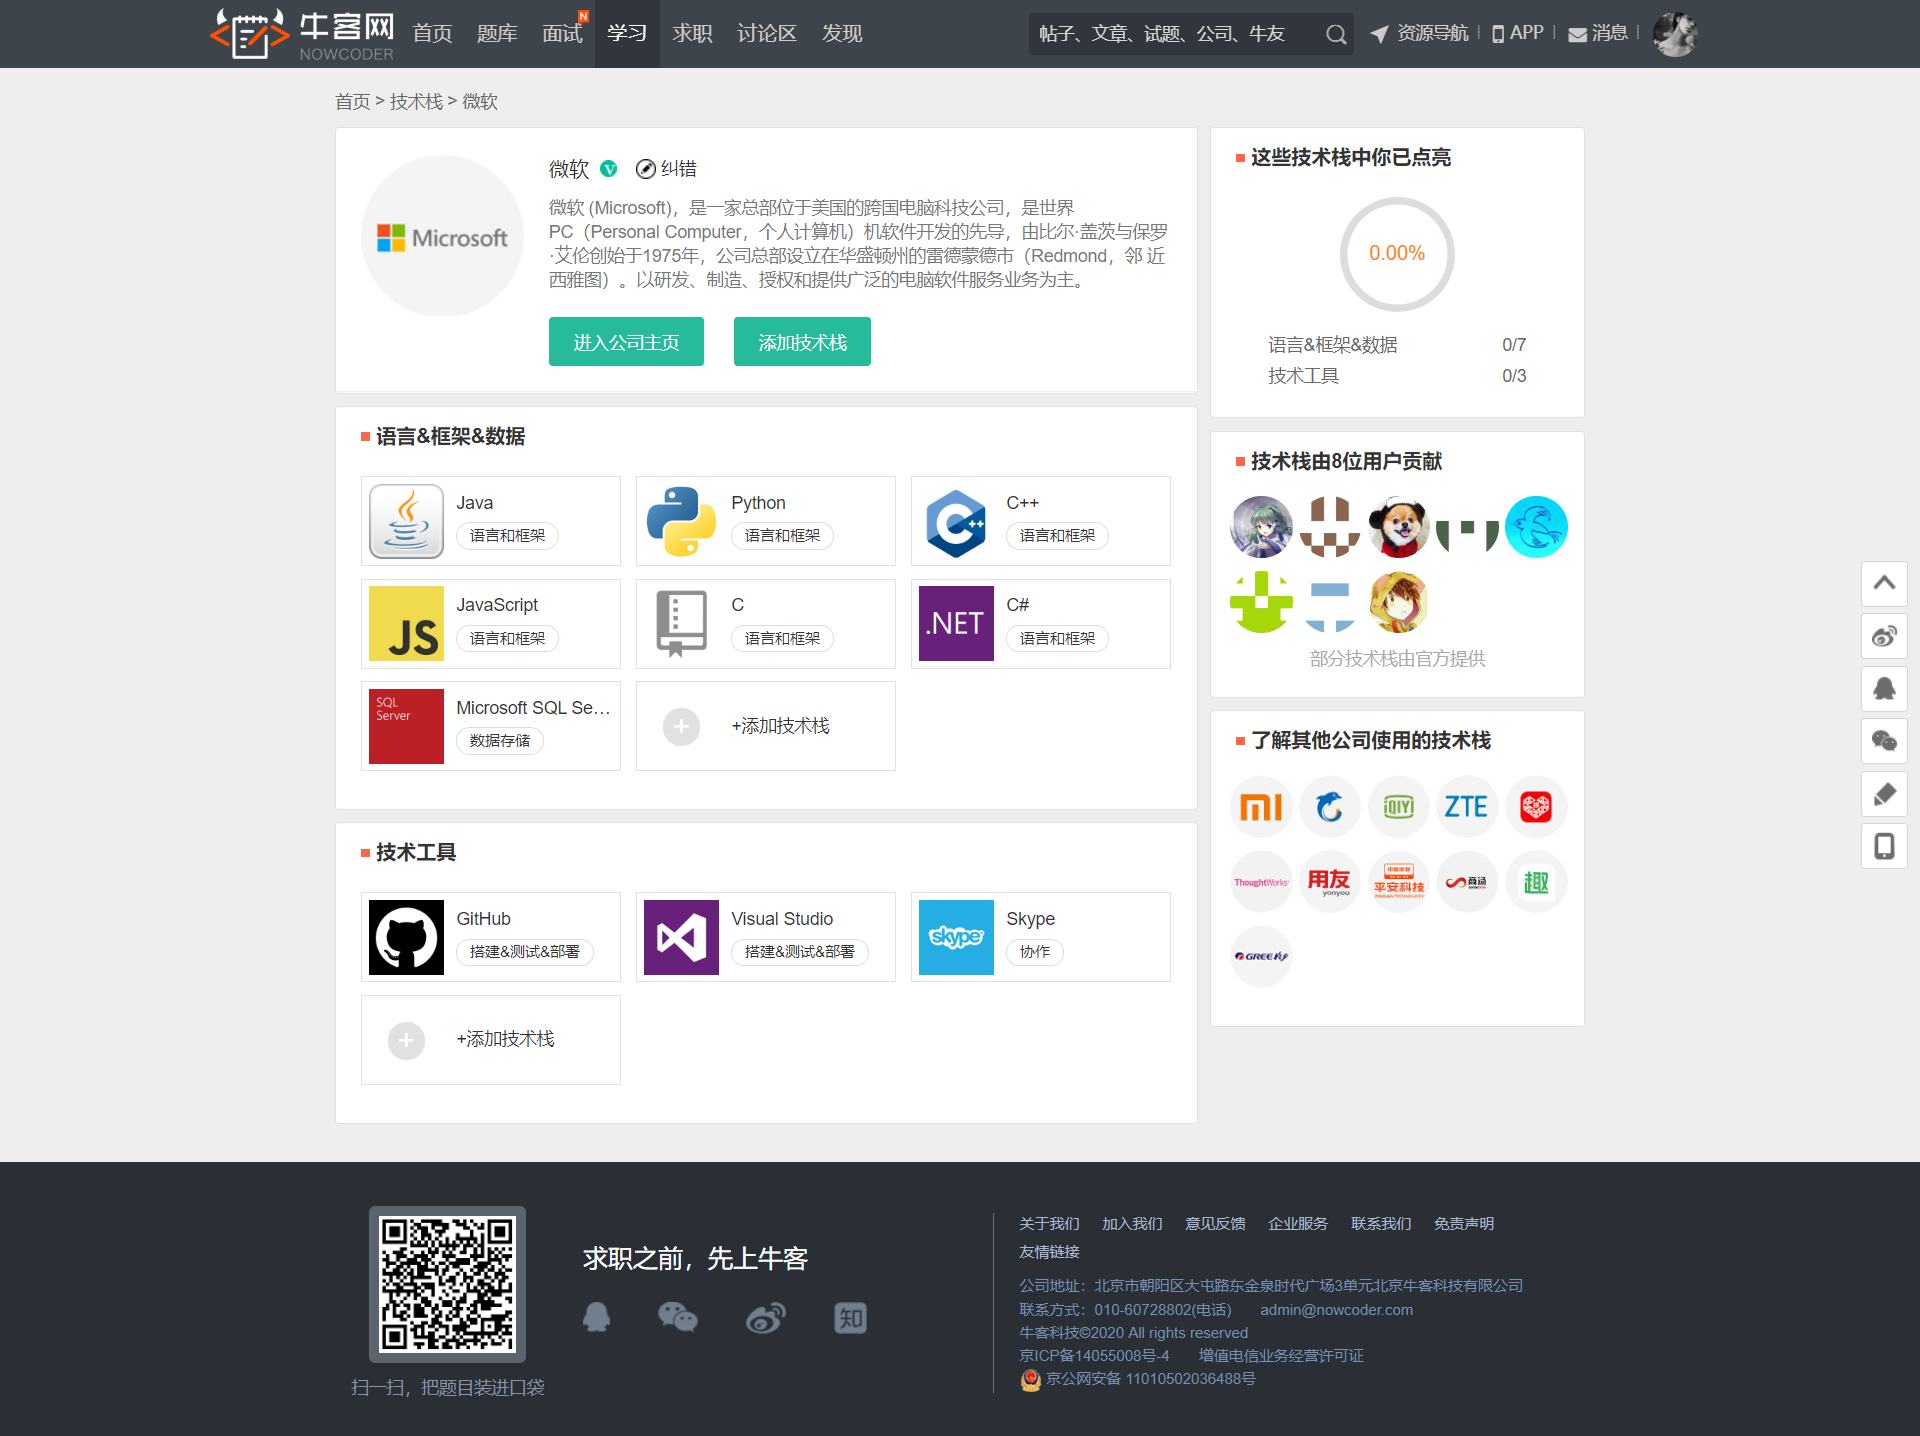 牛客网
NOWCODER
首页 题库 面试 N 学习 求职 讨论区 发现
帖子、文章、试题、公司、牛友
资源导航 APP 消息
首页 > 技术栈 > 微软
Microsoft
微软 V 纠错
微软 (Microsoft)，是一家总部位于美国的跨国电脑科技公司，是世界
PC（Personal Computer，个人计算机）机软件开发的先导，由比尔·盖茨与保罗
·艾伦创始于1975年，公司总部设立在华盛顿州的雷德蒙德市（Redmond，邻 近
西雅图）。以研发、制造、授权和提供广泛的电脑软件服务业务为主。
进入公司主页 添加技术栈
语言&框架&数据
Java
语言和框架
Python
语言和框架
C++
语言和框架
JS
JavaScript
语言和框架
C
语言和框架
.NET
C#
语言和框架
SQL
Server
Microsoft SQL Se...
数据存储
+添加技术栈
技术工具
GitHub
搭建&测试&部署
Visual Studio
搭建&测试&部署
skype
Skype
协作
+添加技术栈
这些技术栈中你已点亮
0.00%
语言&框架&数据 0/7
技术工具 0/3
技术栈由8位用户贡献
部分技术栈由官方提供
了解其他公司使用的技术栈
MI
iQIYI
ZTE
ThoughtWorks
用友
yonyou
平安科技
商汤
趣
GREE
求职之前，先上牛客
知
扫一扫，把题目装进口袋
关于我们 加入我们 意见反馈 企业服务 联系我们 免责声明
友情链接
公司地址：北京市朝阳区大屯路东金泉时代广场3单元北京牛客科技有限公司
联系方式：010-60728802(电话) admin@nowcoder.com
牛客科技©2020 All rights reserved
京ICP备14055008号-4 增值电信业务经营许可证
京公网安备 11010502036488号